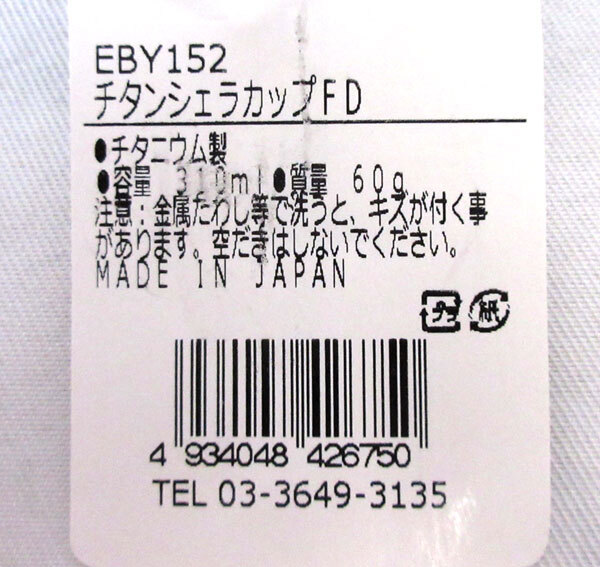 EBY152
チタンシェラカップFD
●チタニウム製
●容量 310ml●質量 60g
注意：金属たわし等で洗うと、キズが付く事
があります。空だきはしないでください。
MADE IN JAPAN
プラ 紙
4 934048 426750
TEL 03-3649-3135